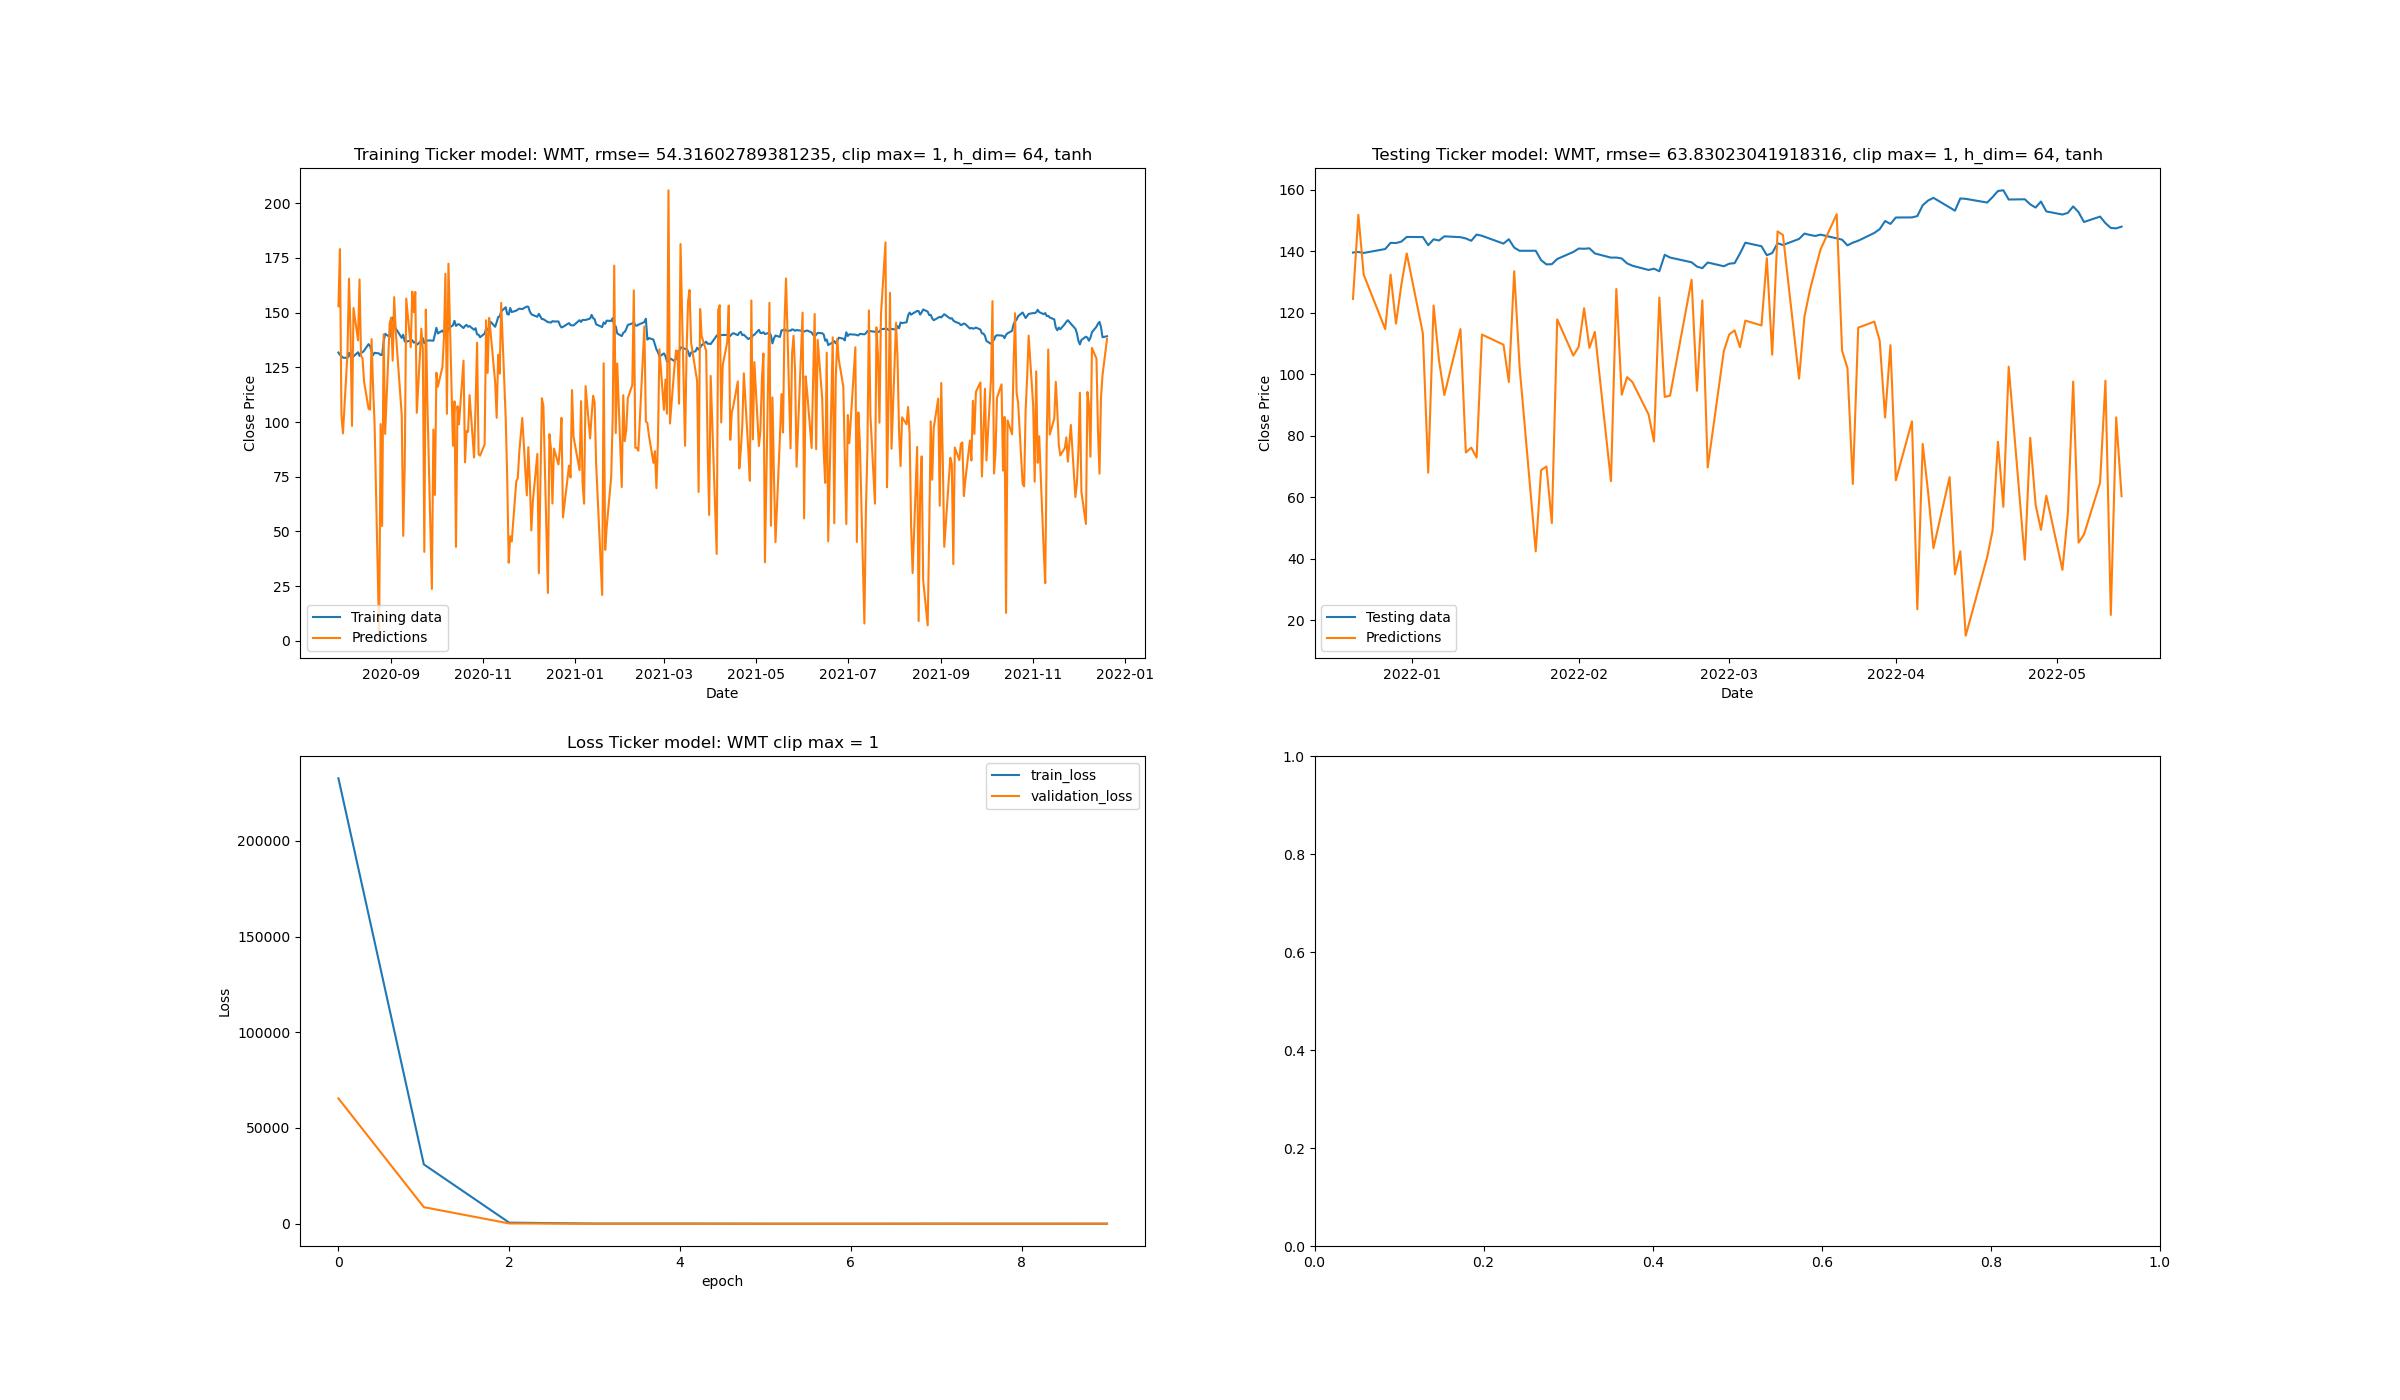 Training Ticker model: WMT, rmse= 54.31602789381235, clip max= 1, h_dim= 64, tanh
200
175
150
125
100
75
50
25
0
Close Price
Training data
Predictions
2020-09 2020-11 2021-01 2021-03 2021-05 2021-07 2021-09 2021-11 2022-01
Date
Testing Ticker model: WMT, rmse= 63.83023041918316, clip max= 1, h_dim= 64, tanh
160
140
120
100
80
60
40
20
Close Price
Testing data
Predictions
2022-01 2022-02 2022-03 2022-04 2022-05
Date
Loss Ticker model: WMT clip max = 1
train_loss
validation_loss
200000
150000
100000
50000
0
Loss
0 2 4 6 8
epoch
1.0
0.8
0.6
0.4
0.2
0.0
0.0 0.2 0.4 0.6 0.8 1.0